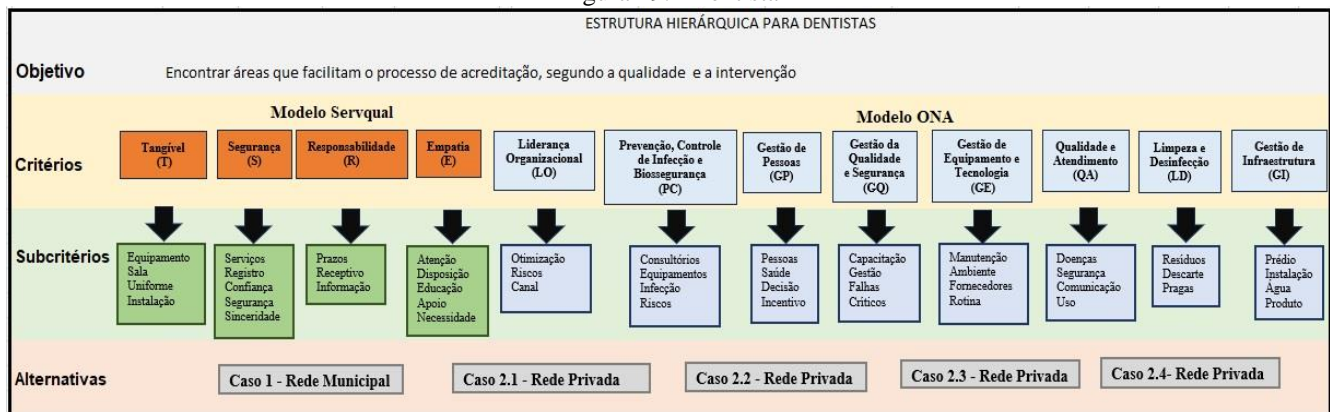 ESTRUTURA HIERÁRQUICA PARA DENTISTAS
Objetivo
Encontrar áreas que facilitam o processo de acreditação, segundo a qualidade e a intervenção
Modelo Servqual
Modelo ONA
Critérios
Tangível
(T)
Segurança
(S)
Responsabilidade
(R)
Empatia
(E)
Liderança
Organizacional
(LO)
Prevenção, Controle
de Infecção e
Biossegurança
(PC)
Gestão de
Pessoas
(GP)
Gestão da
Qualidade
e Segurança
(GQ)
Gestão de
Equipamento e
Tecnologia
(GE)
Qualidade e
Atendimento
(QA)
Limpeza e
Desinfecção
(LD)
Gestão de
Infraestrutura
(GI)
Subcritérios
Equipamento
Sala
Uniforme
Instalação
Serviços
Registro
Confiança
Segurança
Sinceridade
Prazos
Receptivo
Informação
Atenção
Disposição
Educação
Apoio
Necessidade
Otimização
Riscos
Canal
Consultórios
Equipamentos
Infecção
Riscos
Pessoas
Saúde
Decisão
Incentivo
Capacitação
Gestão
Falhas
Críticos
Manutenção
Ambiente
Fornecedores
Rotina
Doenças
Segurança
Comunicação
Uso
Resíduos
Descarte
Pragas
Prédio
Instalação
Água
Produto
Alternativas
Caso 1 - Rede Municipal
Caso 2.1 - Rede Privada
Caso 2.2 - Rede Privada
Caso 2.3 - Rede Privada
Caso 2.4- Rede Privada